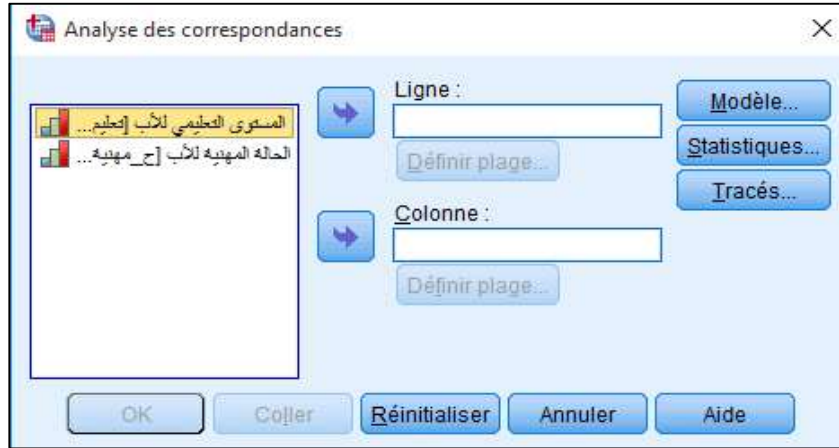 Analyse des correspondances
المستوى التعليمي للأب [تعليم...
الحالة المهنية للأب [ح_مهنية...
Ligne :
Définir plage...
Colonne :
Définir plage...
Modèle...
Statistiques...
Tracés...
OK
Coller
Réinitialiser
Annuler
Aide